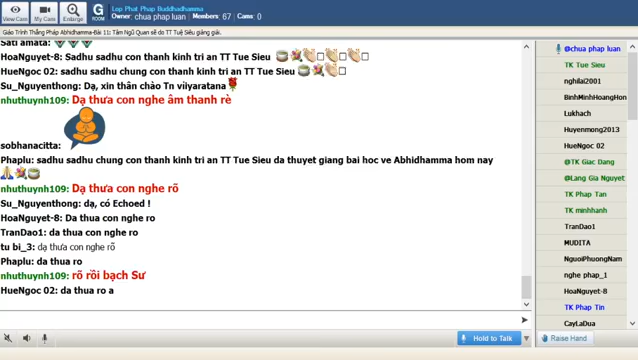 Lop Phat Phap Buddhadhamma
Owner: chua phap luan   Members: 67   Cams: 0
View Cam
My Cam
Enlarge
G
ROOM
Giáo Trình Thắng Pháp Abhidhamma-Bài 11: Tâm Ngũ Quan sẽ do TT Tuệ Siêu giảng giải.
Sati amata:
HoaNguyet-8: Sadhu sadhu con thanh kinh tri an TT Tue Sieu
HueNgoc 02: sadhu sadhu chung con thanh kinh tri an TT Tue Sieu
Su_Nguyenthong: Dạ, xin thân chào Tn vilyaratana
nhuthuynh109: Dạ thưa con nghe âm thanh rè
sobhanacitta:
Phaplu: sadhu sadhu chung con thanh kinh tri an TT Tue Sieu da thuyet giang bai hoc ve Abhidhamma hom nay
nhuthuynh109: Dạ thưa con nghe rõ
Su_Nguyenthong: dạ, có Echoed !
HoaNguyet-8: Da thua con nghe ro
TranDao1: da thua con nghe ro
tu bi_3: dạ thưa con nghe rõ
Phaplu: da thua ro
nhuthuynh109: rõ rồi bạch Sư
HueNgoc 02: da thua ro a
@chua phap luan
TK Tue Sieu
nghilai2001
BinhMinhHoangHon
Lukhach
Huyenmong2013
HueNgoc 02
@TK Giac Dang
@Lang Gia Nguyet
TK Phap Tan
TK minhhanh
TranDao1
MUDITA
NguoiPhuongNam
nghe phap_1
HoaNguyet-8
TK Phap Tin
CayLaDua
Hold to Talk
Raise Hand